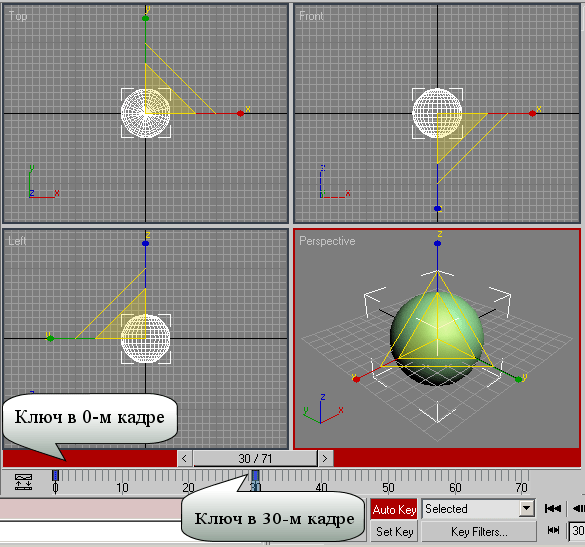 Top
y
x
y
z
x
Front
x
z
x
Left
z
y
Perspective
z
x
y
z
y
x
Ключ в 0-м кадре
< 30 / 71 >
0 10 20 30 40 50 60 70
Ключ в 30-м кадре
Auto Key Selected
Set Key Key Filters... 30